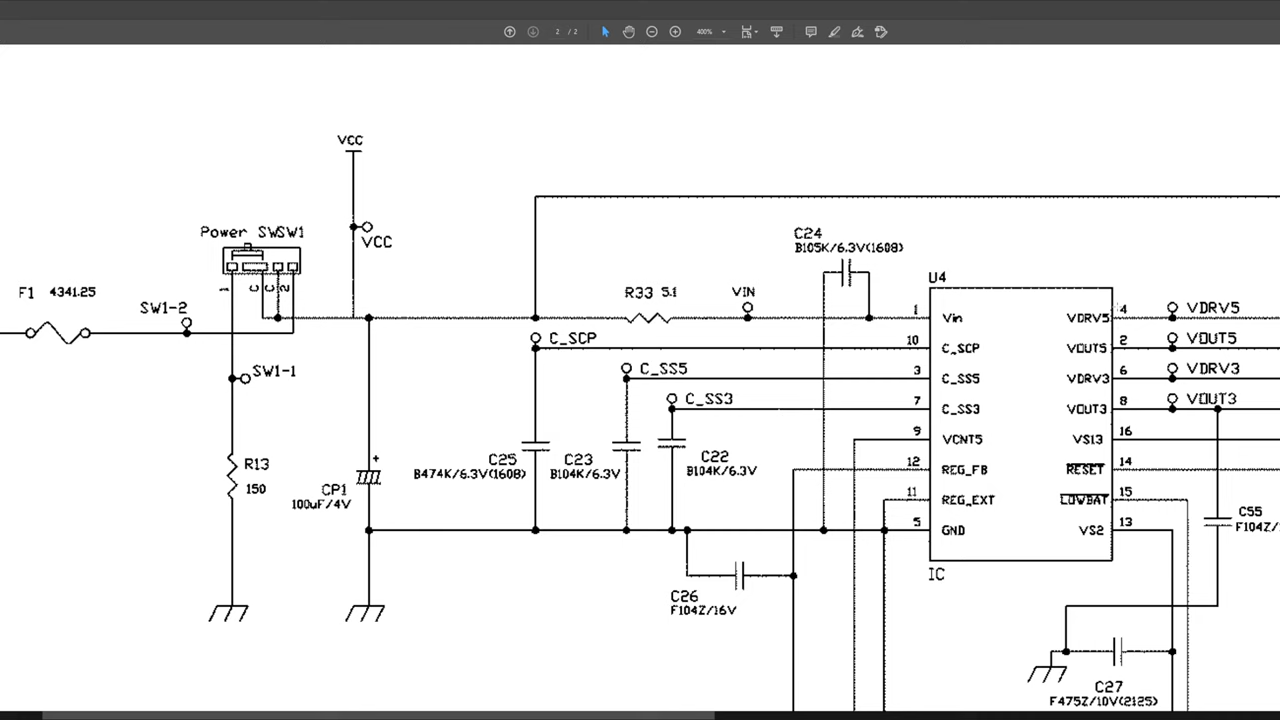 2 / 2
400%
VCC
VCC
Power SWSW1
1
C
C
2
F1 4341.25
SW1-2
SW1-1
R13
150
CP1
+
100uF/4V
R33 5.1
VIN
C24
B105K/6.3V(1608)
C_SCP
C_SS5
C_SS3
C25
B474K/6.3V(1608)
C23
B104K/6.3V
C22
B104K/6.3V
C26
F104Z/16V
U4
1 Vin
10 C_SCP
3 C_SS5
7 C_SS3
9 VCNT5
12 REG_FB
11 REG_EXT
5 GND
VDRV5 4 VDRV5
VOUT5 2 VOUT5
VDRV3 6 VDRV3
VOUT3 8 VOUT3
VS13 16
RESET 14
LOWBAT 15
VS2 13
IC
C55
F104Z/
C27
F475Z/10V(2125)